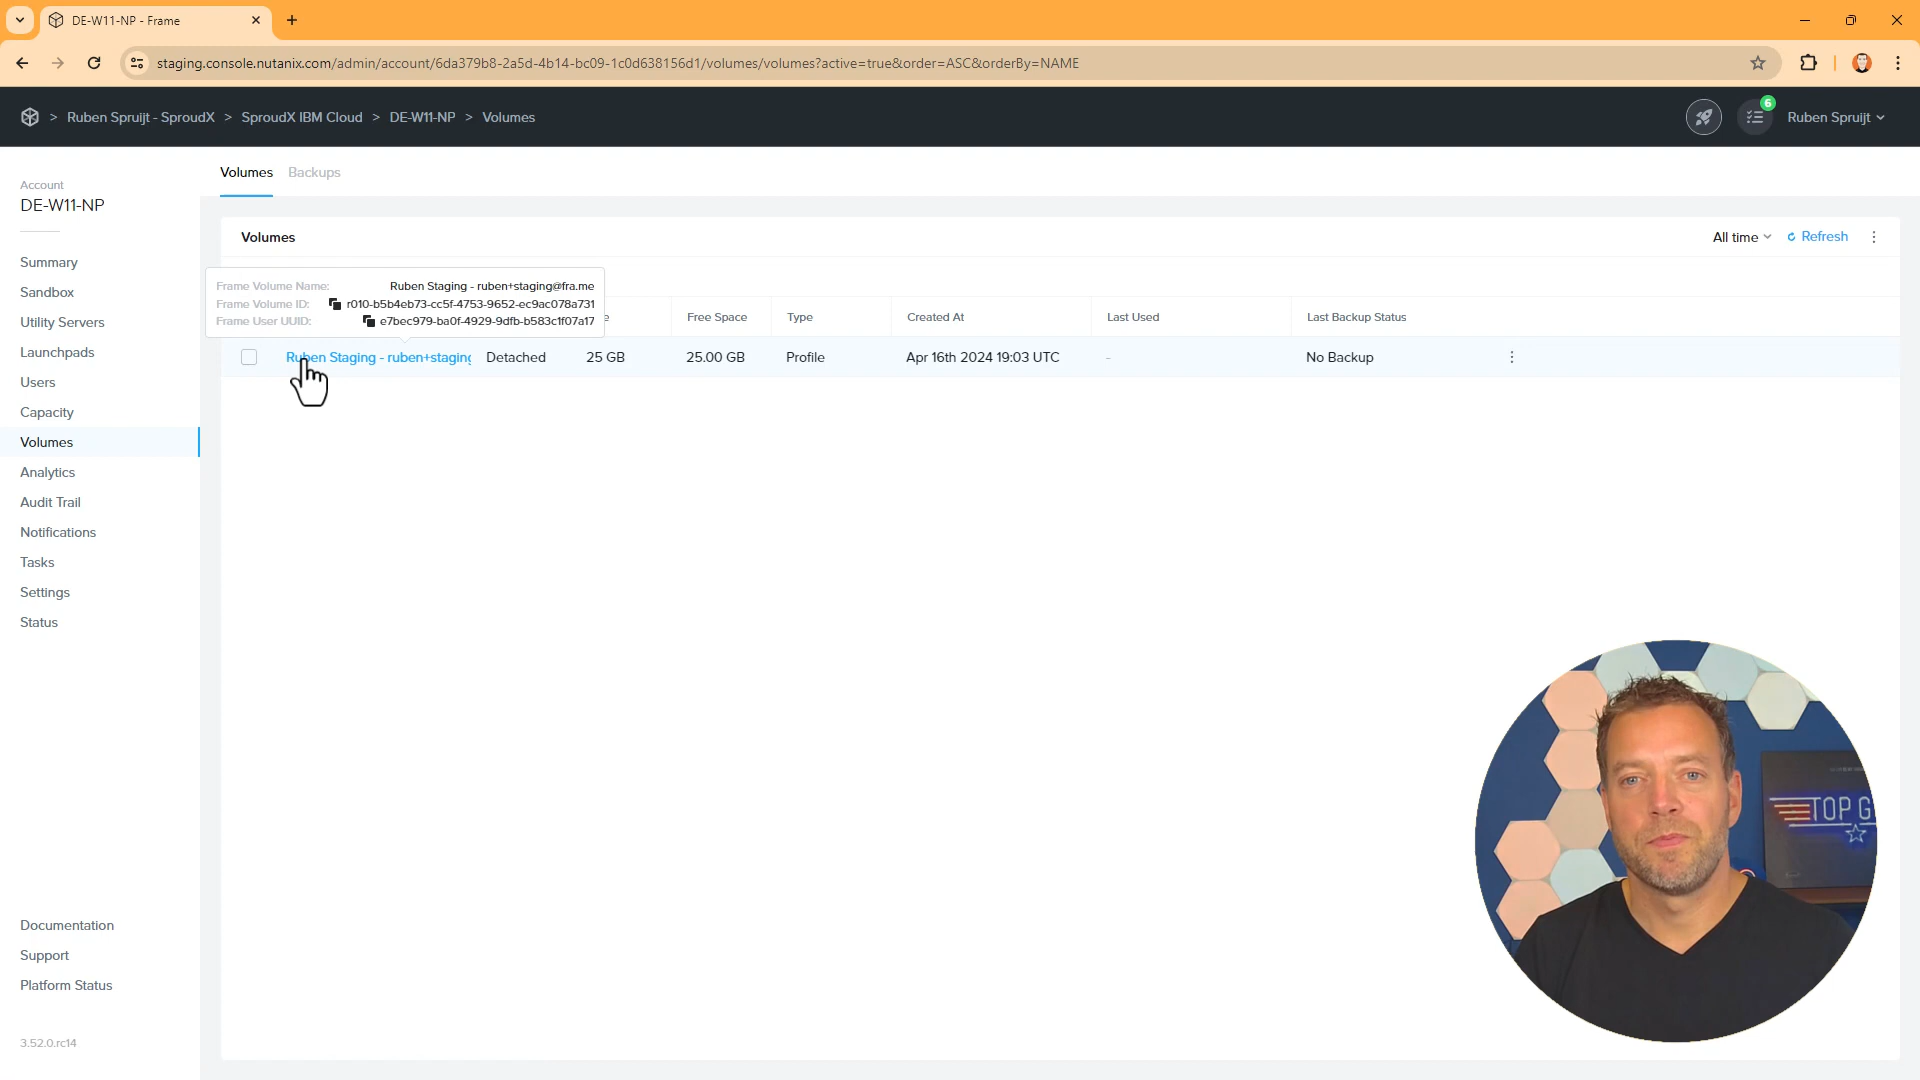 DE-W11-NP - Frame
staging.console.nutanix.com/admin/account/6da379b8-2a5d-4b14-bc09-1c0d638156d1/volumes/volumes?active=true&order=ASC&orderBy=NAME
> Ruben Spruijt - SproudX > SproudX IBM Cloud > DE-W11-NP > Volumes
6
Ruben Spruijt
Account
DE-W11-NP
Summary
Sandbox
Utility Servers
Launchpads
Users
Capacity
Volumes
Analytics
Audit Trail
Notifications
Tasks
Settings
Status
Documentation
Support
Platform Status
3.52.0.rc14
Volumes Backups
Volumes
All time Refresh
Frame Volume Name: Ruben Staging - ruben+staging@fra.me
Frame Volume ID: r010-b5b4eb73-cc5f-4753-9652-ec9ac078a731
Frame User UUID: e7bec979-ba0f-4929-9dfb-b583c1f07a17
Free Space Type Created At Last Used Last Backup Status
Ruben Staging - ruben+staging Detached 25 GB 25.00 GB Profile Apr 16th 2024 19:03 UTC - No Backup
TOP G